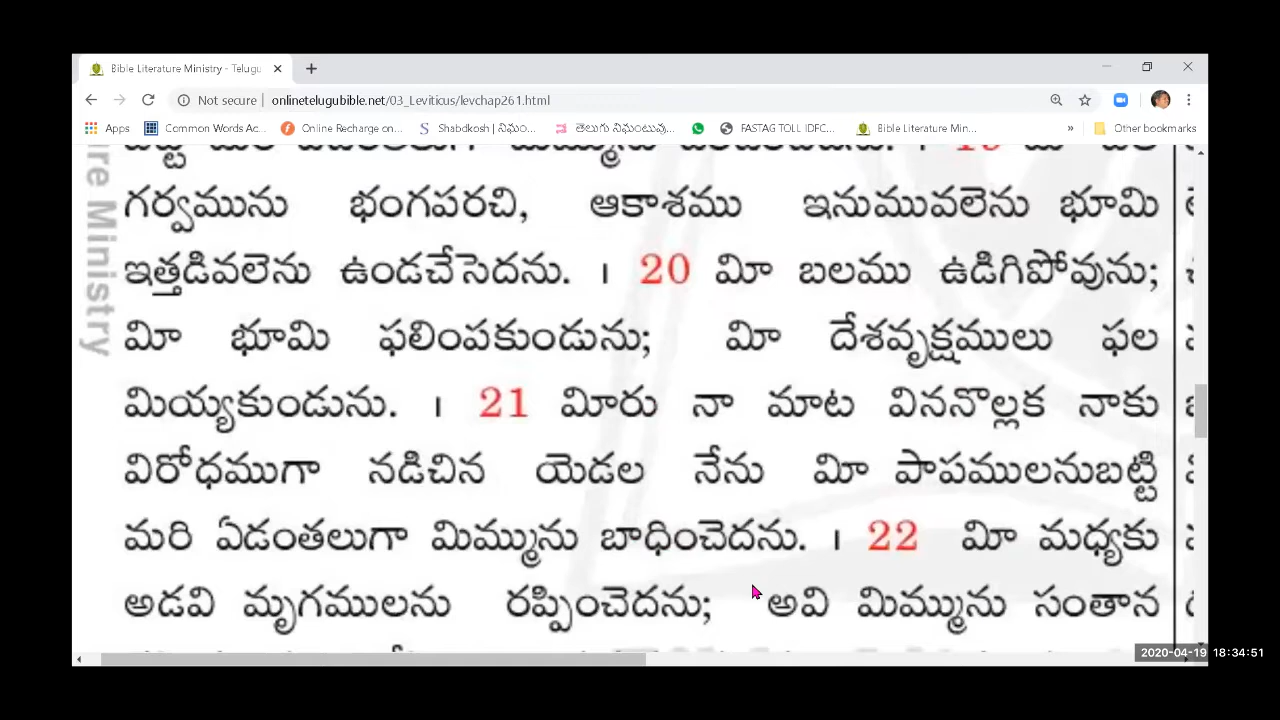 Bible Literature Ministry - Telugu
Not secure | onlinetelugubible.net/03_Leviticus/levchap261.html
Apps Common Words Ac... Online Recharge on... Shabdkosh | నిఘం... తెలుగు నిఘంటువు... FASTAG TOLL IDFC... Bible Literature Min... » Other bookmarks
19
గర్వమును భంగపరచి, ఆకాశము ఇనుమువలెను భూమి
ఇత్తడివలెను ఉండచేసెదను. । 20 మీ బలము ఉడిగిపోవును;
మీ భూమి ఫలింపకుండును; మీ దేశవృక్షములు ఫల
మియ్యకుండును. । 21 మీరు నా మాట విననొల్లక నాకు
విరోధముగా నడిచిన యెడల నేను మీ పాపములనుబట్టి
మరి ఏడంతలుగా మిమ్మును బాధించెదను. । 22 మీ మధ్యకు
అడవి మృగములను రప్పించెదను; అవి మిమ్మును సంతాన
re Ministry
2020-04-19 18:34:51